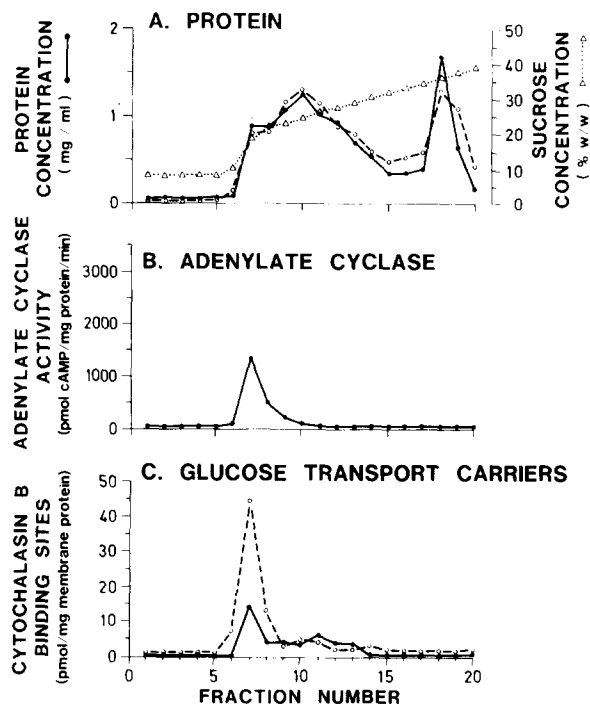 A. PROTEIN
PROTEIN
CONCENTRATION
( mg / ml )
2
1
0
50
40
30
20
10
0
SUCROSE
CONCENTRATION
( % w/w )
B. ADENYLATE CYCLASE
ADENYLATE CYCLASE
ACTIVITY
(pmol cAMP/mg protein/min)
3000
2000
1000
0
C. GLUCOSE TRANSPORT CARRIERS
CYTOCHALASIN B
BINDING SITES
(pmol/mg membrane protein)
50
40
30
20
10
0
0 5 10 15 20
FRACTION NUMBER